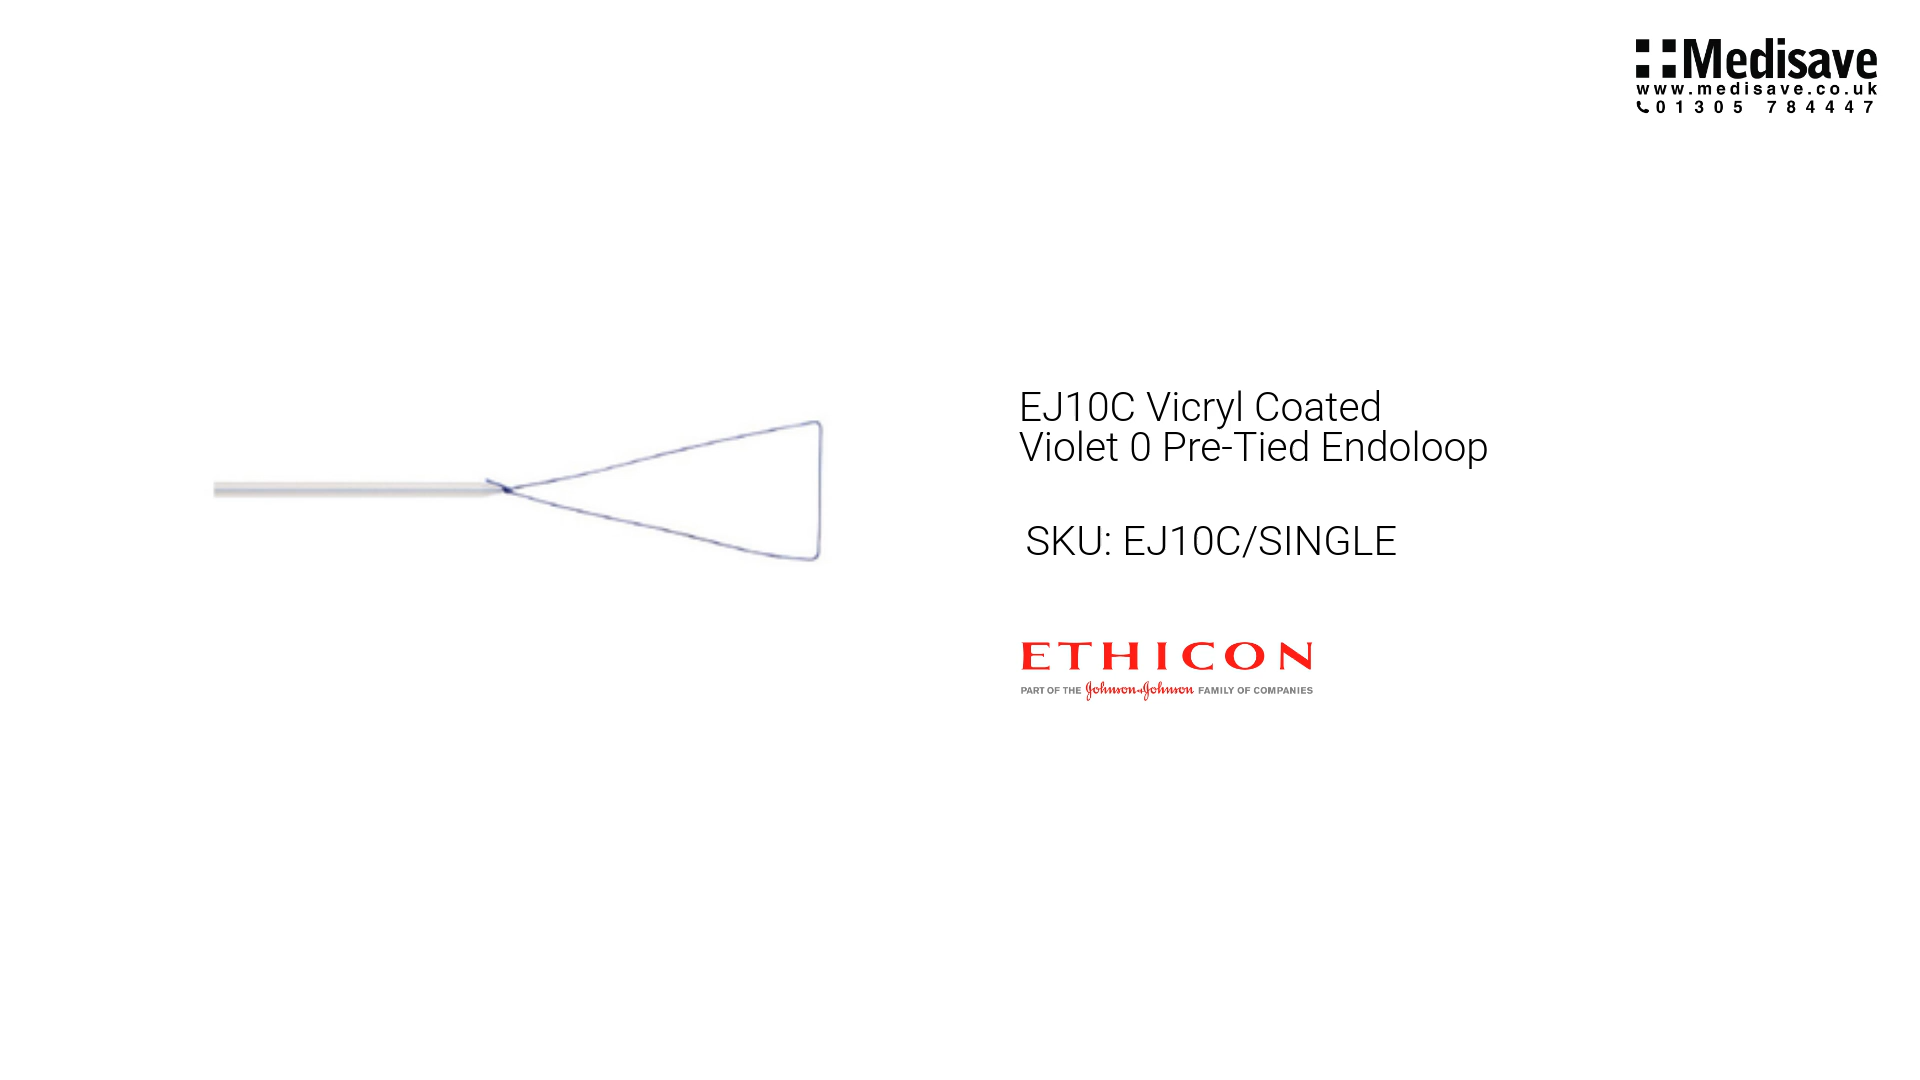 Medisave
www.medisave.co.uk
01305 784447
EJ10C Vicryl Coated
Violet 0 Pre-Tied Endoloop
SKU: EJ10C/SINGLE
ETHICON
PART OF THE Johnson & Johnson FAMILY OF COMPANIES